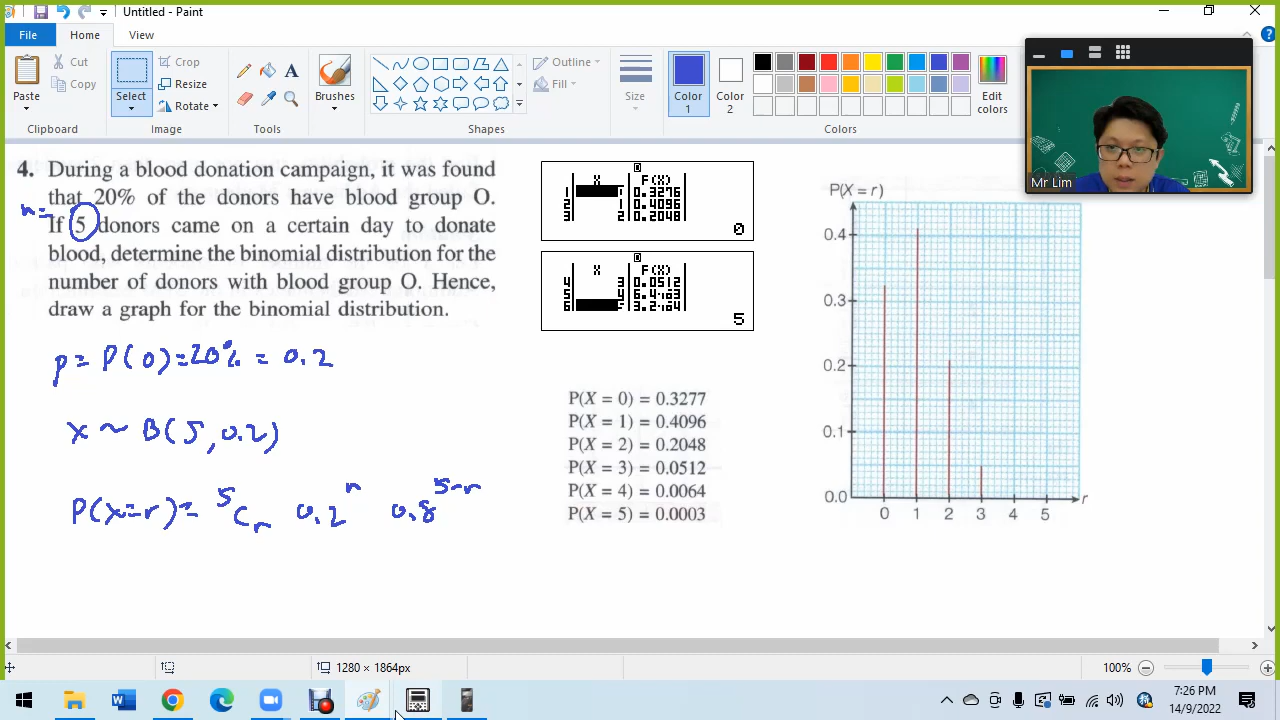 Untitled - Paint
File Home View
Paste
Cut
Copy
Clipboard
Select
Crop
Resize
Rotate
Image
Tools
Brushes
Shapes
Outline
Fill
Size
Color 1
Color 2
Edit colors
Colors
Mr Lim
4. During a blood donation campaign, it was found
that 20% of the donors have blood group O.
If 5 donors came on a certain day to donate
blood, determine the binomial distribution for the
number of donors with blood group O. Hence,
draw a graph for the binomial distribution.
n=
p = P(O) = 20% = 0.2
X ~ B(5, 0.2)
P(X=r) = ⁵Cᵣ 0.2ʳ 0.8⁵⁻ʳ
X F(X)
1 0.3276
2 1 0.4096
3 2 0.2048
0
X F(X)
4 3 0.0512
5 4 6.4ᴇ-03
6 3.2ᴇ-04
5
P(X = 0) = 0.3277
P(X = 1) = 0.4096
P(X = 2) = 0.2048
P(X = 3) = 0.0512
P(X = 4) = 0.0064
P(X = 5) = 0.0003
P(X = r)
0.4
0.3
0.2
0.1
0.0
0 1 2 3 4 5
r
1280 × 1864px
100%
7:26 PM
14/9/2022